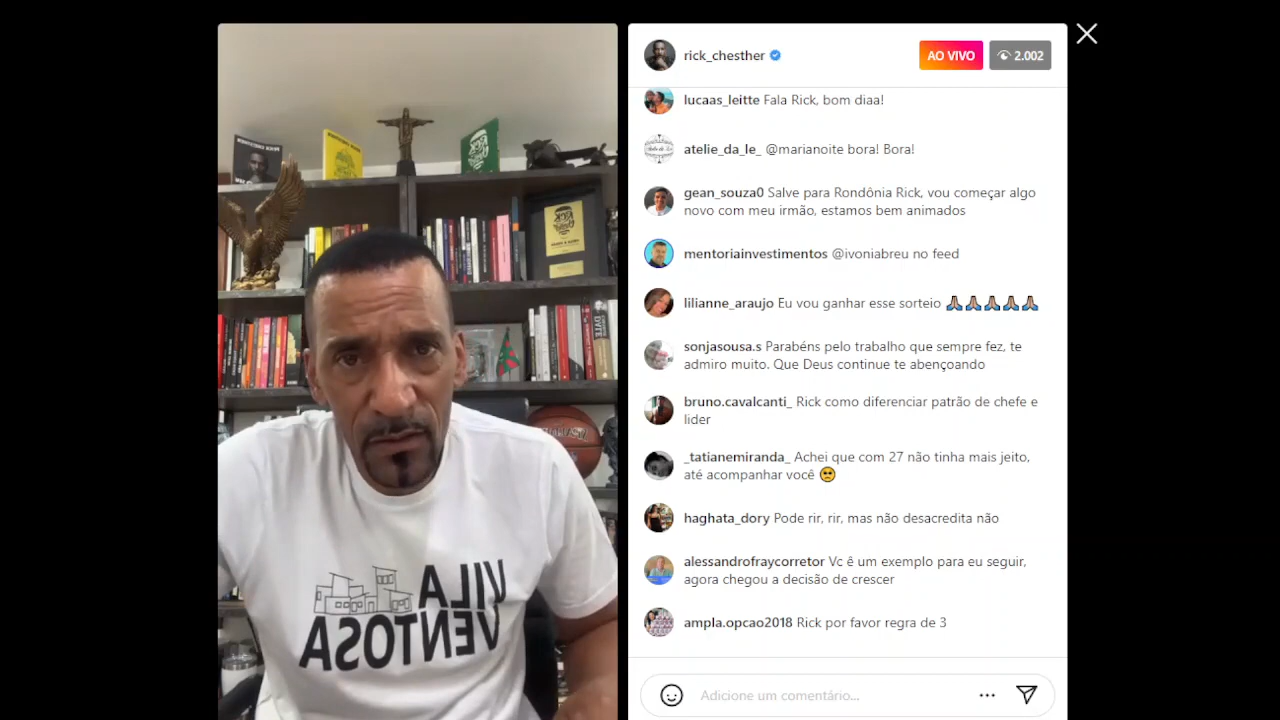 rick_chesther
AO VIVO
2.002
lucaas_leitte Fala Rick, bom diaa!
atelie_da_le_ @marianoite bora! Bora!
gean_souza0 Salve para Rondônia Rick, vou começar algo
novo com meu irmão, estamos bem animados
mentoriainvestimentos @ivoniabreu no feed
lilianne_araujo Eu vou ganhar esse sorteio 🙏🏽🙏🏽🙏🏽🙏🏽🙏🏽
sonjasousa.s Parabéns pelo trabalho que sempre fez, te
admiro muito. Que Deus continue te abençoando
bruno.cavalcanti_ Rick como diferenciar patrão de chefe e
lider
_tatianemiranda_ Achei que com 27 não tinha mais jeito,
até acompanhar você 🥺
haghata_dory Pode rir, rir, mas não desacredita não
alessandrofraycorretor Vc ê um exemplo para eu seguir,
agora chegou a decisão de crescer
ampla.opcao2018 Rick por favor regra de 3
Adicione um comentário...
VILA
VENTOSA